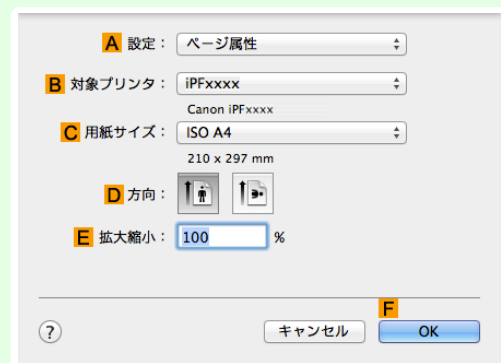 A 設定： ページ属性
B 対象プリンタ： iPFxxxx
Canon iPFxxxx
C 用紙サイズ： ISO A4
210 x 297 mm
D 方向：
E 拡大縮小： 100 %
F
? キャンセル OK